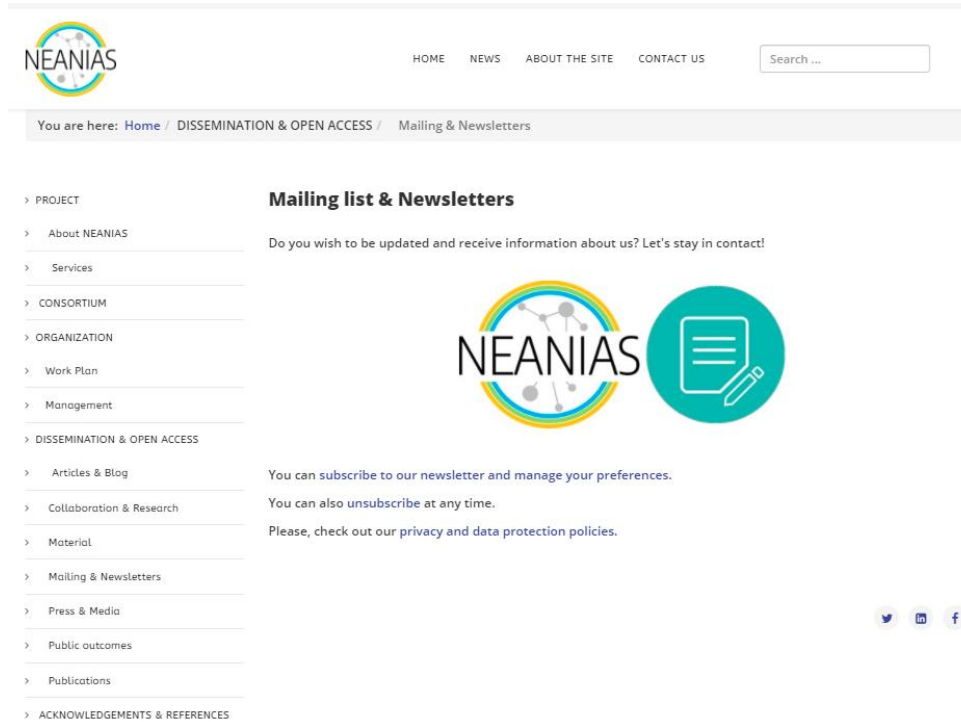 NEANIAS
HOME NEWS ABOUT THE SITE CONTACT US Search ...
You are here: Home / DISSEMINATION & OPEN ACCESS / Mailing & Newsletters
> PROJECT
> About NEANIAS
> Services
> CONSORTIUM
> ORGANIZATION
> Work Plan
> Management
> DISSEMINATION & OPEN ACCESS
> Articles & Blog
> Collaboration & Research
> Material
> Mailing & Newsletters
> Press & Media
> Public outcomes
> Publications
> ACKNOWLEDGEMENTS & REFERENCES
Mailing list & Newsletters
Do you wish to be updated and receive information about us? Let's stay in contact!
NEANIAS
You can subscribe to our newsletter and manage your preferences.
You can also unsubscribe at any time.
Please, check out our privacy and data protection policies.